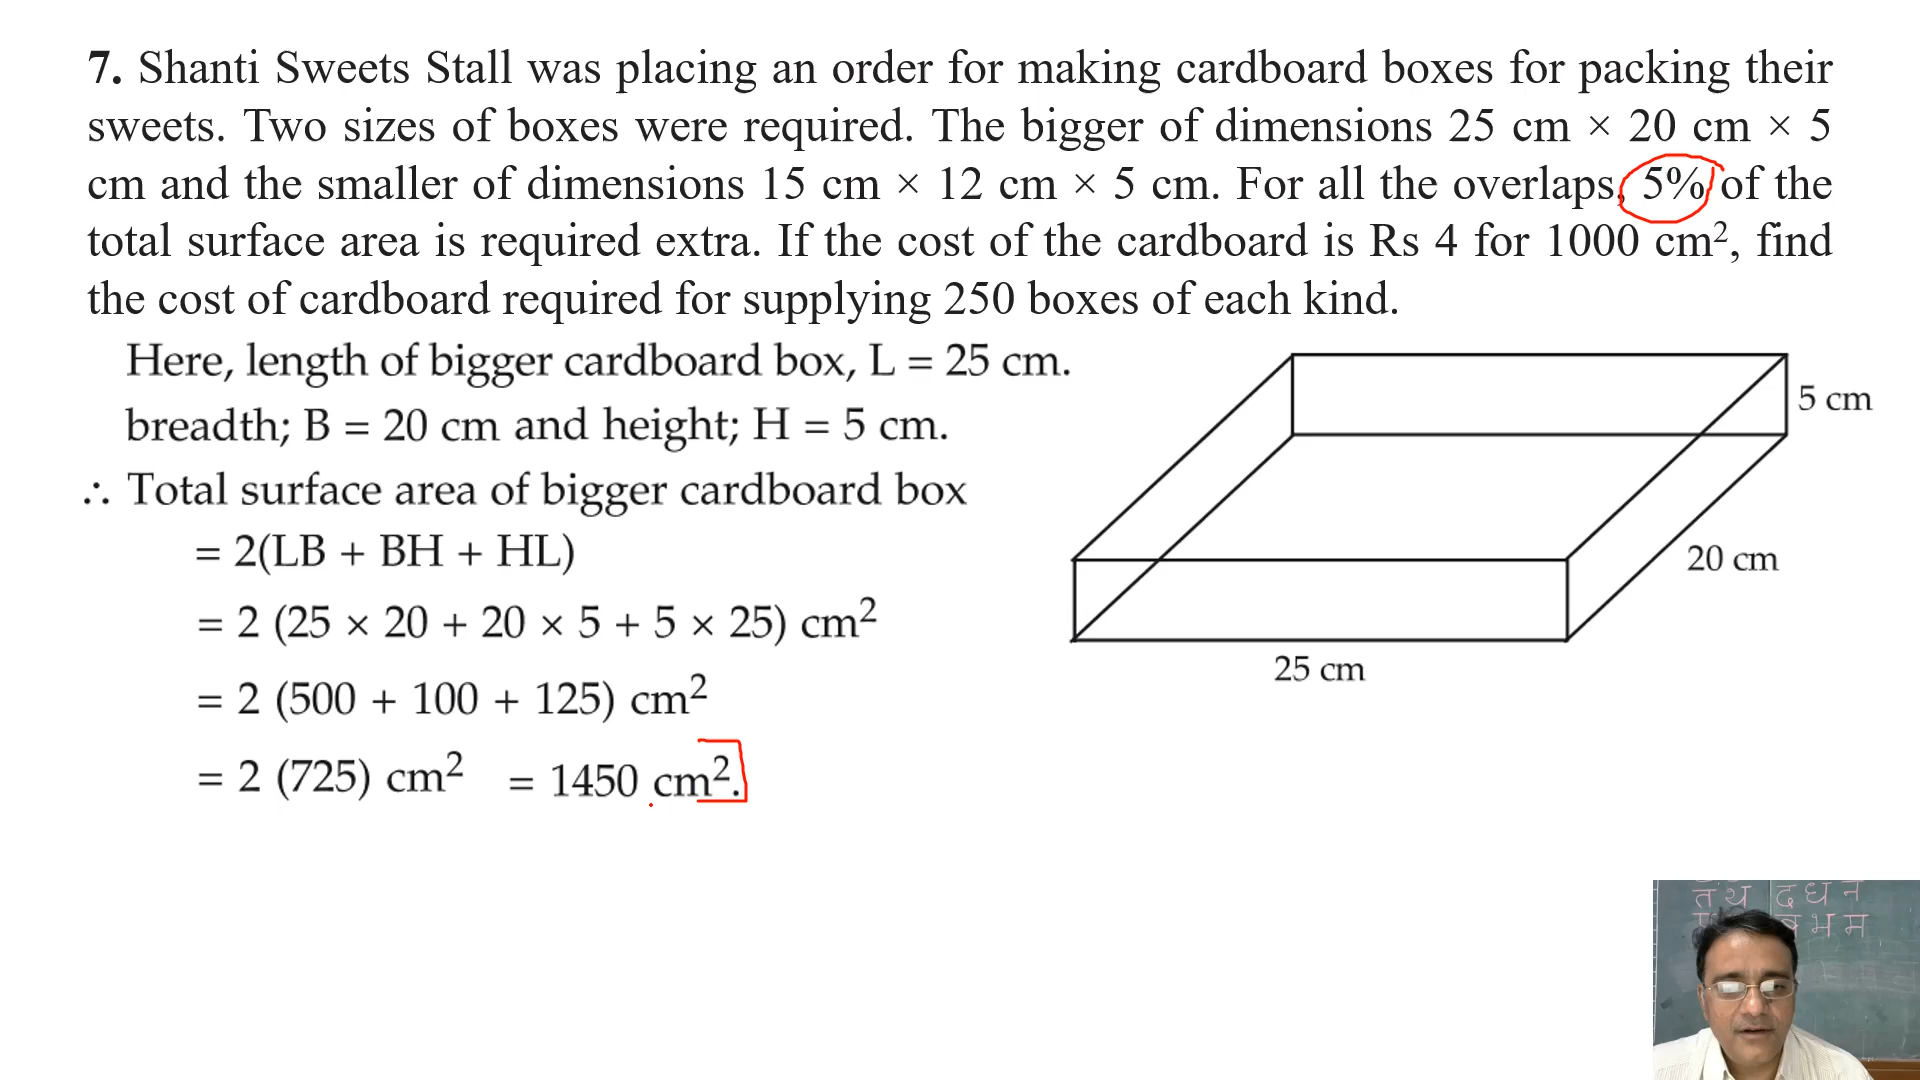 7. Shanti Sweets Stall was placing an order for making cardboard boxes for packing their
sweets. Two sizes of boxes were required. The bigger of dimensions 25 cm × 20 cm × 5
cm and the smaller of dimensions 15 cm × 12 cm × 5 cm. For all the overlaps, 5% of the
total surface area is required extra. If the cost of the cardboard is Rs 4 for 1000 cm², find
the cost of cardboard required for supplying 250 boxes of each kind.
Here, length of bigger cardboard box, L = 25 cm.
breadth; B = 20 cm and height; H = 5 cm.
∴ Total surface area of bigger cardboard box
= 2(LB + BH + HL)
= 2 (25 × 20 + 20 × 5 + 5 × 25) cm²
= 2 (500 + 100 + 125) cm²
= 2 (725) cm² = 1450 cm².
5 cm
20 cm
25 cm
त थ द ध न
भ म